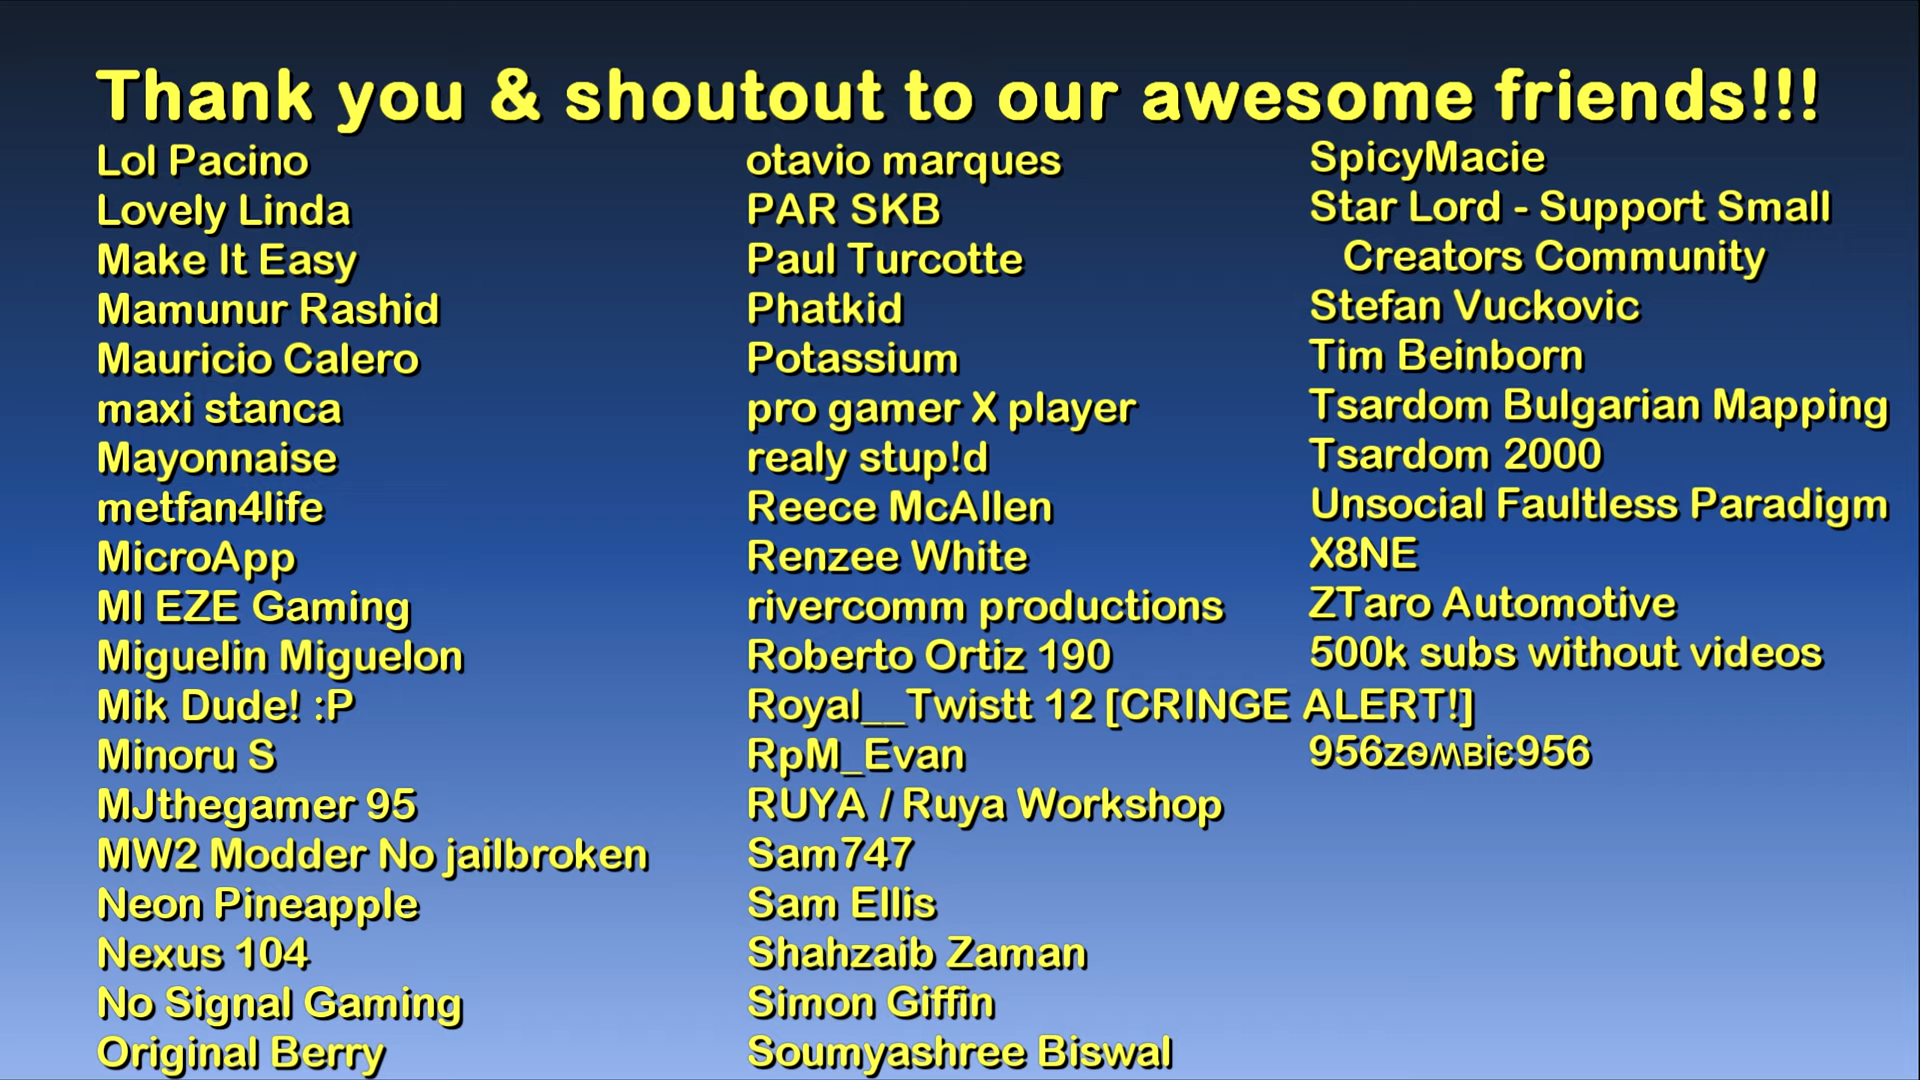 Thank you & shoutout to our awesome friends!!!
Lol Pacino
Lovely Linda
Make It Easy
Mamunur Rashid
Mauricio Calero
maxi stanca
Mayonnaise
metfan4life
MicroApp
MI EZE Gaming
Miguelin Miguelon
Mik Dude! :P
Minoru S
MJthegamer 95
MW2 Modder No jailbroken
Neon Pineapple
Nexus 104
No Signal Gaming
Original Berry
otavio marques
PAR SKB
Paul Turcotte
Phatkid
Potassium
pro gamer X player
realy stup!d
Reece McAllen
Renzee White
rivercomm productions
Roberto Ortiz 190
Royal__Twistt 12 [CRINGE ALERT!]
RpM_Evan
RUYA / Ruya Workshop
Sam747
Sam Ellis
Shahzaib Zaman
Simon Giffin
Soumyashree Biswal
SpicyMacie
Star Lord - Support Small
Creators Community
Stefan Vuckovic
Tim Beinborn
Tsardom Bulgarian Mapping
Tsardom 2000
Unsocial Faultless Paradigm
X8NE
ZTaro Automotive
500k subs without videos
956zѳʍвiє956